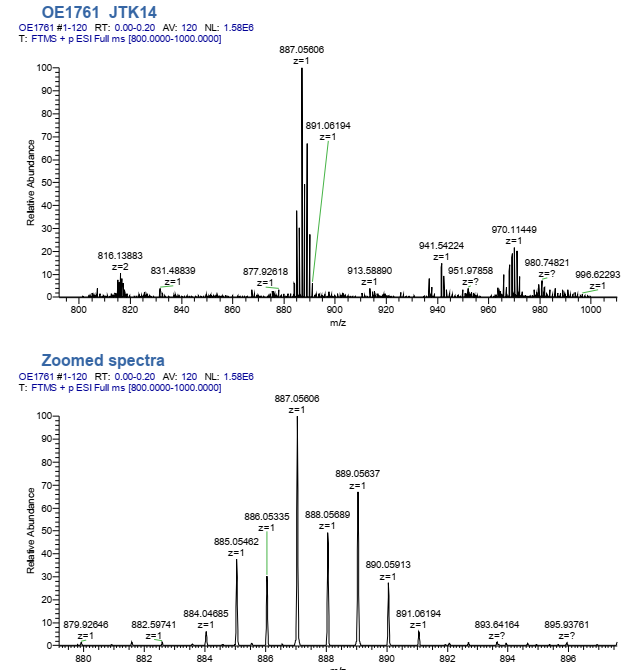 OE1761 JTK14
OE1761 #1-120 RT: 0.00-0.20 AV: 120 NL: 1.58E6
T: FTMS + p ESI Full ms [800.0000-1000.0000]
887.05606
z=1
100
90
80
70
60
50
40
30
20
10
0
Relative Abundance
891.06194
z=1
816.13883
z=2
831.48839
z=1
877.92618
z=1
913.58890
z=1
941.54224
z=1
951.97858
z=?
970.11449
z=1
980.74821
z=?
996.62293
z=1
800 820 840 860 880 900 920 940 960 980 1000
m/z
Zoomed spectra
OE1761 #1-120 RT: 0.00-0.20 AV: 120 NL: 1.58E6
T: FTMS + p ESI Full ms [800.0000-1000.0000]
887.05606
z=1
100
90
80
70
60
50
40
30
20
10
0
Relative Abundance
889.05637
z=1
886.05335
z=1
888.05689
z=1
885.05462
z=1
890.05913
z=1
884.04685
z=1
891.06194
z=1
879.92646
z=1
882.59741
z=1
893.64164
z=?
895.93761
z=?
880 882 884 886 888 890 892 894 896
m/z